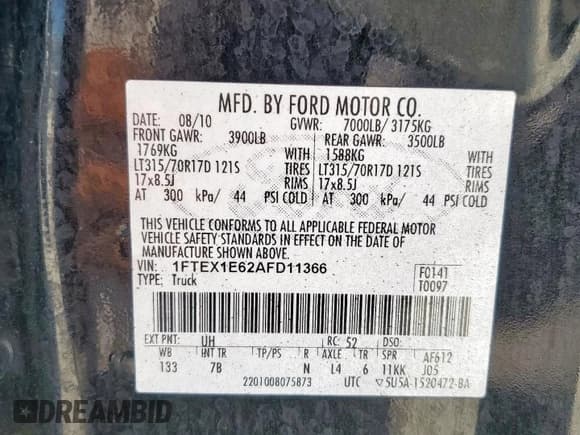 MFD. BY FORD MOTOR CO.
DATE: 08/10 GVWR: 7000LB/ 3175KG
FRONT GAWR: 3900LB REAR GAWR: 3500LB
1769KG WITH 1588KG WITH
LT315/70R17D 121S TIRES LT315/70R17D 121S TIRES
17x8.5J RIMS 17x8.5J RIMS
AT 300 kPa/ 44 PSI COLD AT 300 kPa/ 44 PSI COLD
THIS VEHICLE CONFORMS TO ALL APPLICABLE FEDERAL MOTOR
VEHICLE SAFETY STANDARDS IN EFFECT ON THE DATE OF
MANUFACTURE SHOWN ABOVE.
VIN: 1FTEX1E62AFD11366 F0141
TYPE: Truck T0097
EXT PNT: UH RC: 52 DSO:
WB INT TR TP/PS R AXLE TR SPR AF612
133 7B N L4 6 11KK J05
2201008075873 UTC ▽5U5A-1520472-BA
DREAMBID